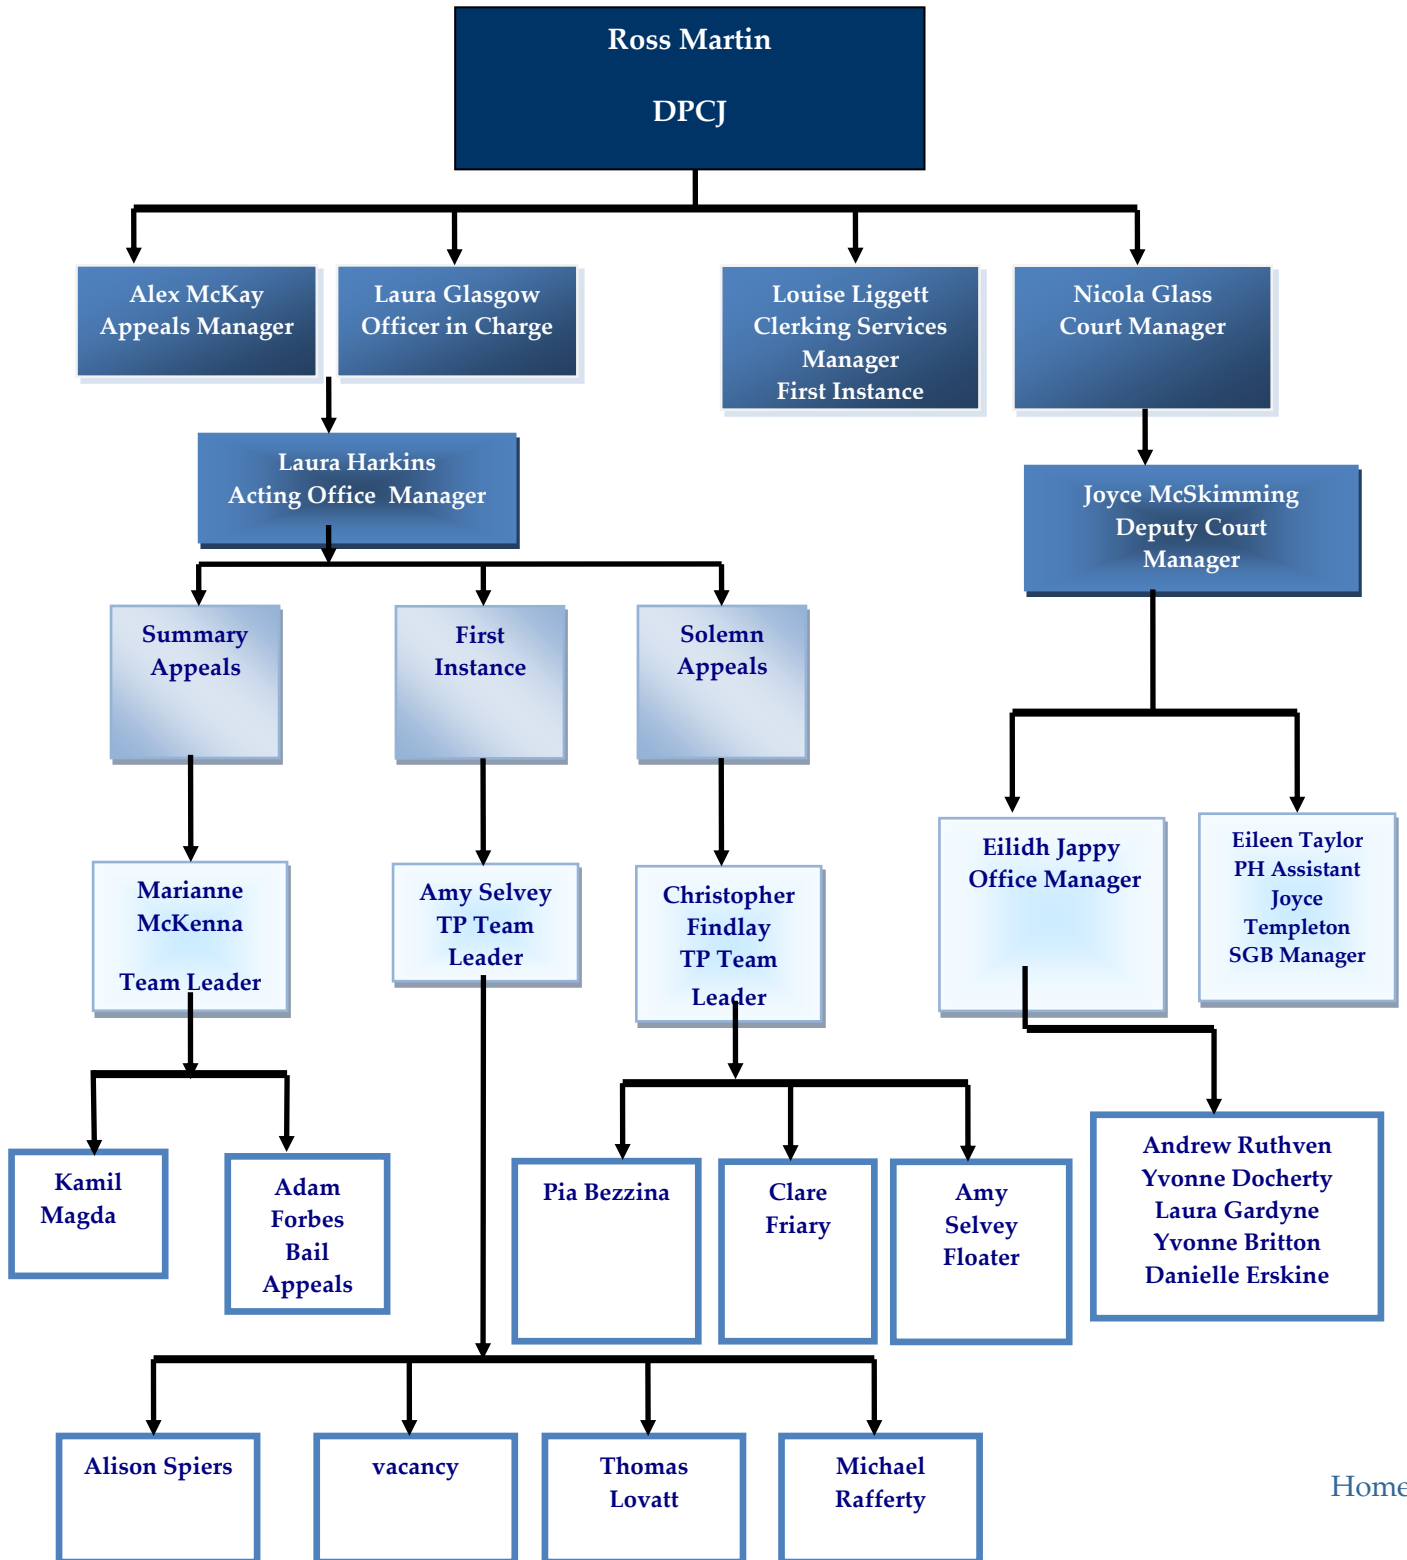 Ross Martin
DPCJ
Alex McKay
Appeals Manager
Laura Glasgow
Officer in Charge
Louise Liggett
Clerking Services
Manager
First Instance
Nicola Glass
Court Manager
Laura Harkins
Acting Office  Manager
Joyce McSkimming
Deputy Court
Manager
Summary
Appeals
First
Instance
Solemn
Appeals
Marianne
McKenna
Team Leader
Amy Selvey
TP Team
Leader
Christopher
Findlay
TP Team
Leader
Eilidh Jappy
Office Manager
Eileen Taylor
PH Assistant
Joyce
Templeton
SGB Manager
Kamil
Magda
Adam
Forbes
Bail
Appeals
Pia Bezzina
Clare
Friary
Amy
Selvey
Floater
Andrew Ruthven
Yvonne Docherty
Laura Gardyne
Yvonne Britton
Danielle Erskine
Alison Spiers
vacancy
Thomas
Lovatt
Michael
Rafferty
Home